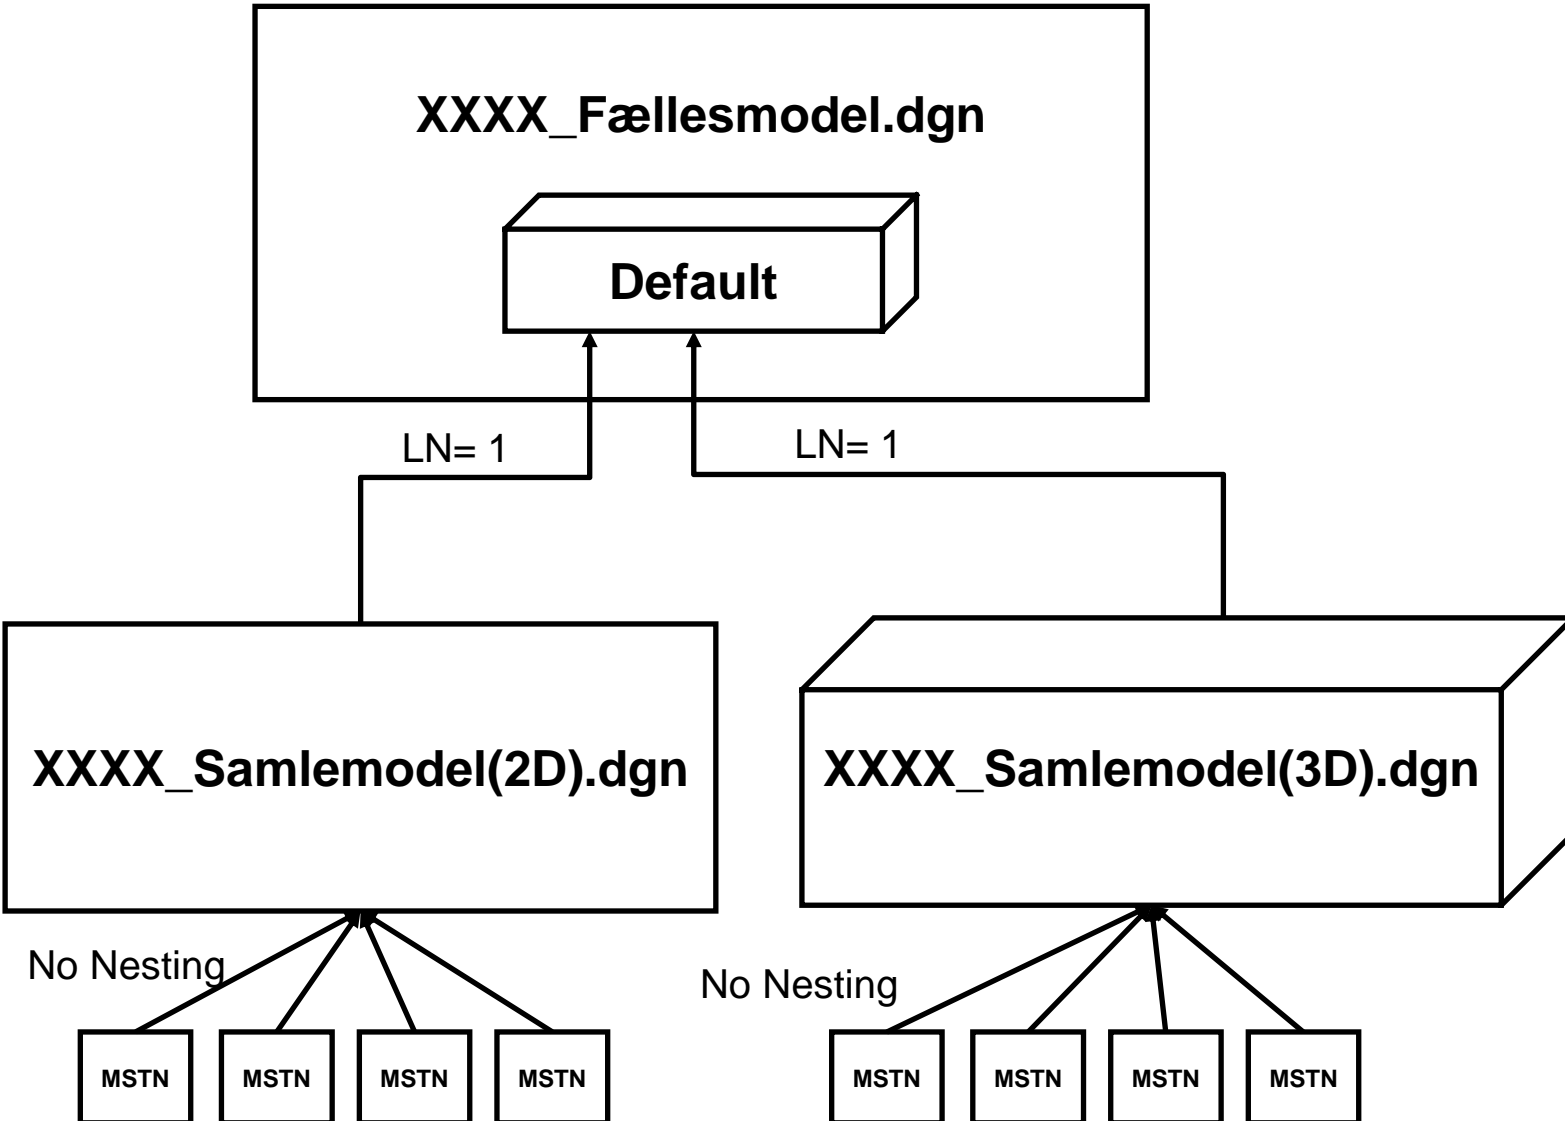 XXXX_Fællesmodel.dgn
Default
LN= 1
LN= 1
XXXX_Samlemodel(2D).dgn
XXXX_Samlemodel(3D).dgn
No Nesting
No Nesting
MSTN
MSTN
MSTN
MSTN
MSTN
MSTN
MSTN
MSTN